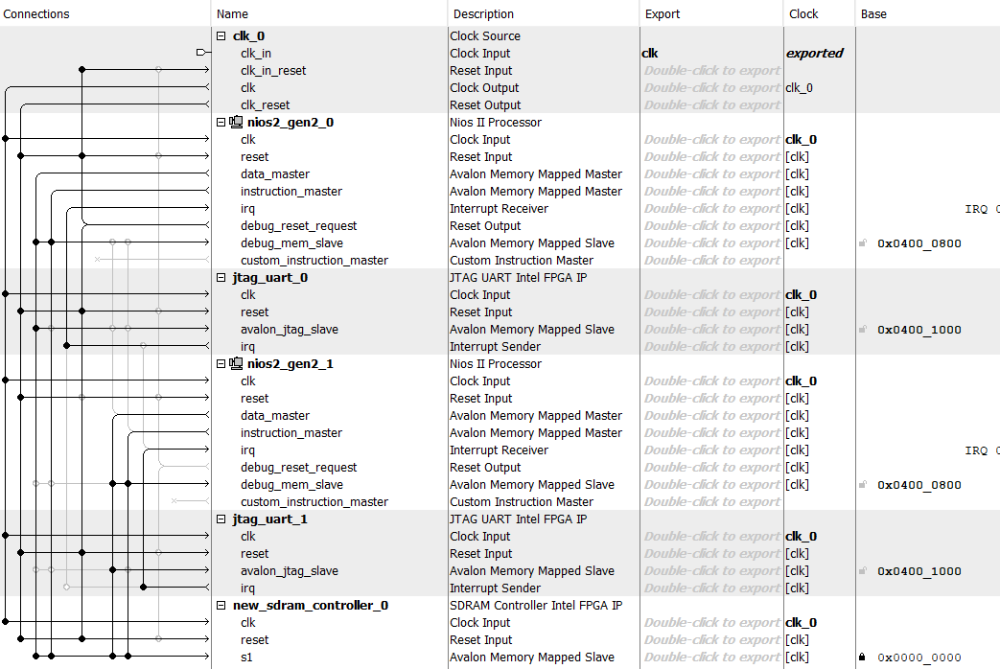 Connections Name Description Export Clock Base
clk_0 Clock Source
clk_in Clock Input clk exported
clk_in_reset Reset Input Double-click to export
clk Clock Output Double-click to export clk_0
clk_reset Reset Output Double-click to export
nios2_gen2_0 Nios II Processor
clk Clock Input Double-click to export clk_0
reset Reset Input Double-click to export [clk]
data_master Avalon Memory Mapped Master Double-click to export [clk]
instruction_master Avalon Memory Mapped Master Double-click to export [clk]
irq Interrupt Receiver Double-click to export [clk] IRQ 0
debug_reset_request Reset Output Double-click to export [clk]
debug_mem_slave Avalon Memory Mapped Slave Double-click to export [clk] 0x0400_0800
custom_instruction_master Custom Instruction Master Double-click to export
jtag_uart_0 JTAG UART Intel FPGA IP
clk Clock Input Double-click to export clk_0
reset Reset Input Double-click to export [clk]
avalon_jtag_slave Avalon Memory Mapped Slave Double-click to export [clk] 0x0400_1000
irq Interrupt Sender Double-click to export [clk]
nios2_gen2_1 Nios II Processor
clk Clock Input Double-click to export clk_0
reset Reset Input Double-click to export [clk]
data_master Avalon Memory Mapped Master Double-click to export [clk]
instruction_master Avalon Memory Mapped Master Double-click to export [clk]
irq Interrupt Receiver Double-click to export [clk] IRQ 0
debug_reset_request Reset Output Double-click to export [clk]
debug_mem_slave Avalon Memory Mapped Slave Double-click to export [clk] 0x0400_0800
custom_instruction_master Custom Instruction Master Double-click to export
jtag_uart_1 JTAG UART Intel FPGA IP
clk Clock Input Double-click to export clk_0
reset Reset Input Double-click to export [clk]
avalon_jtag_slave Avalon Memory Mapped Slave Double-click to export [clk] 0x0400_1000
irq Interrupt Sender Double-click to export [clk]
new_sdram_controller_0 SDRAM Controller Intel FPGA IP
clk Clock Input Double-click to export clk_0
reset Reset Input Double-click to export [clk]
s1 Avalon Memory Mapped Slave Double-click to export [clk] 0x0000_0000